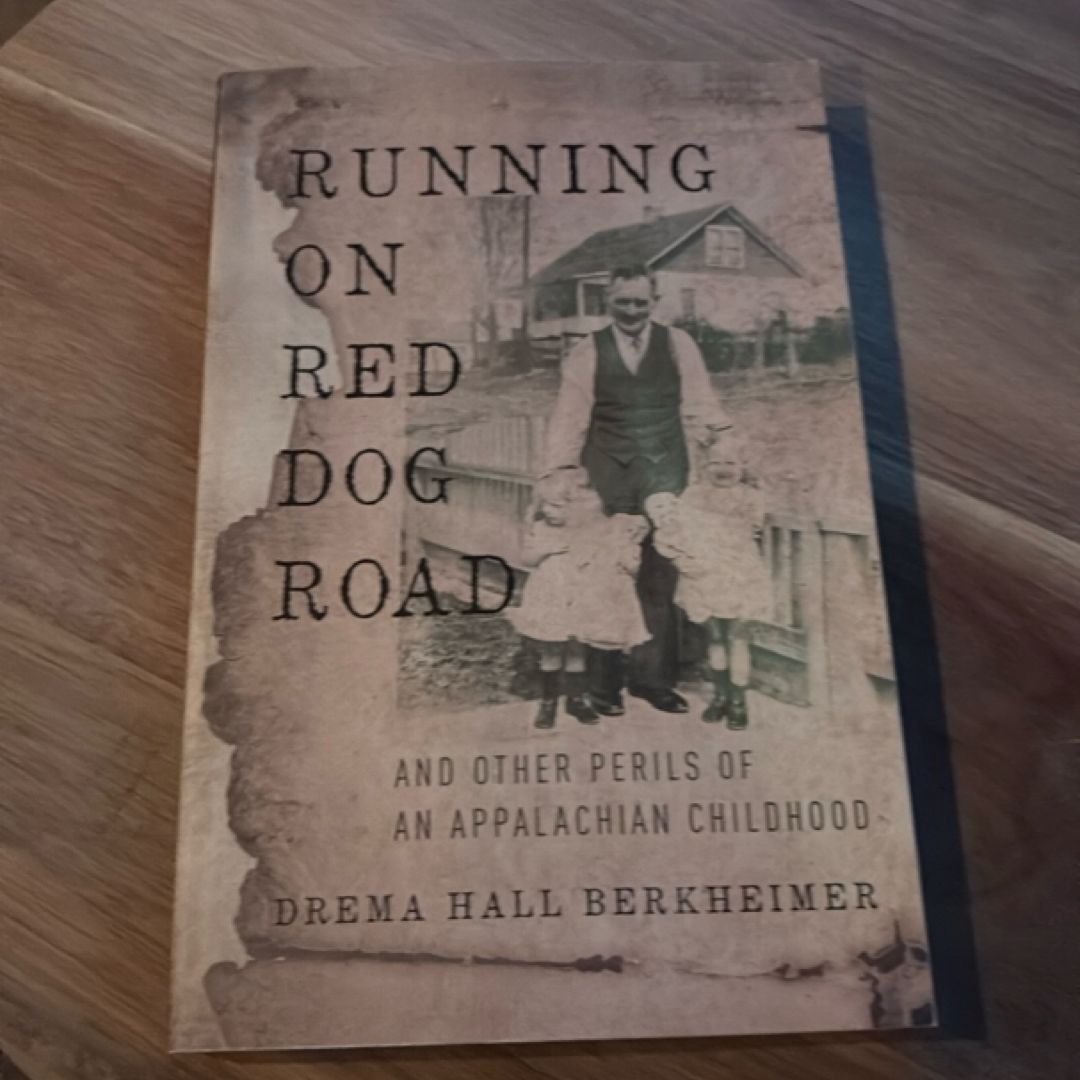 RUNNING
ON
RED
DOG
ROAD
AND OTHER PERILS OF
AN APPALACHIAN CHILDHOOD
DREMA HALL BERKHEIMER